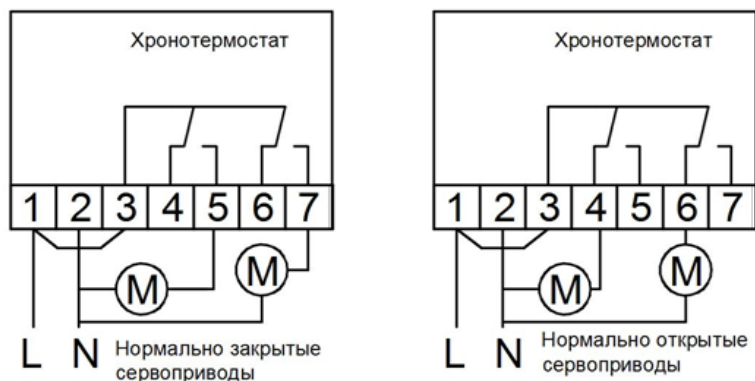 Хронотермостат
1 2 3 4 5 6 7
M
M
L N Нормально закрытые
сервоприводы
Хронотермостат
1 2 3 4 5 6 7
M
M
L N Нормально открытые
сервоприводы